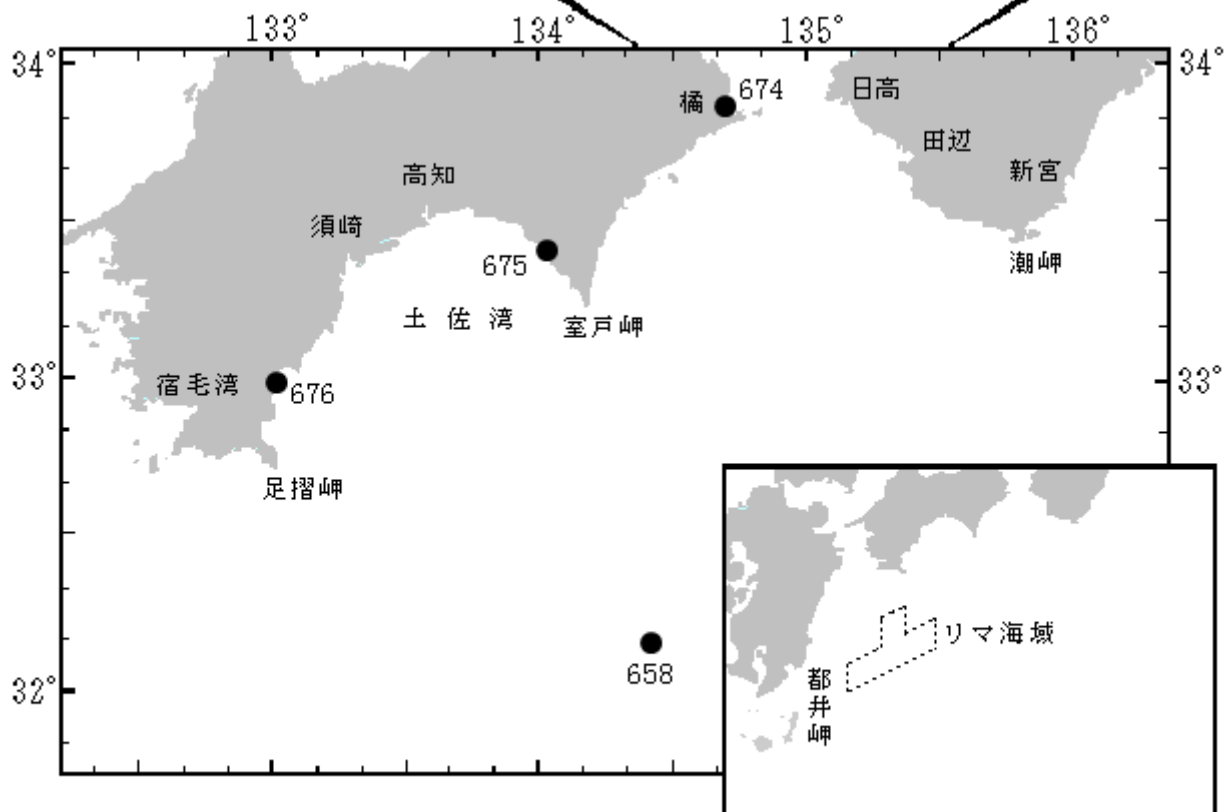 133° 134° 135° 136°
34° 34°
橘 674 日高
田辺
高知 新宮
須崎
675 潮岬
土佐湾 室戸岬
33° 33°
宿毛湾 676
足摺岬
リマ海域
658
32°
都井岬